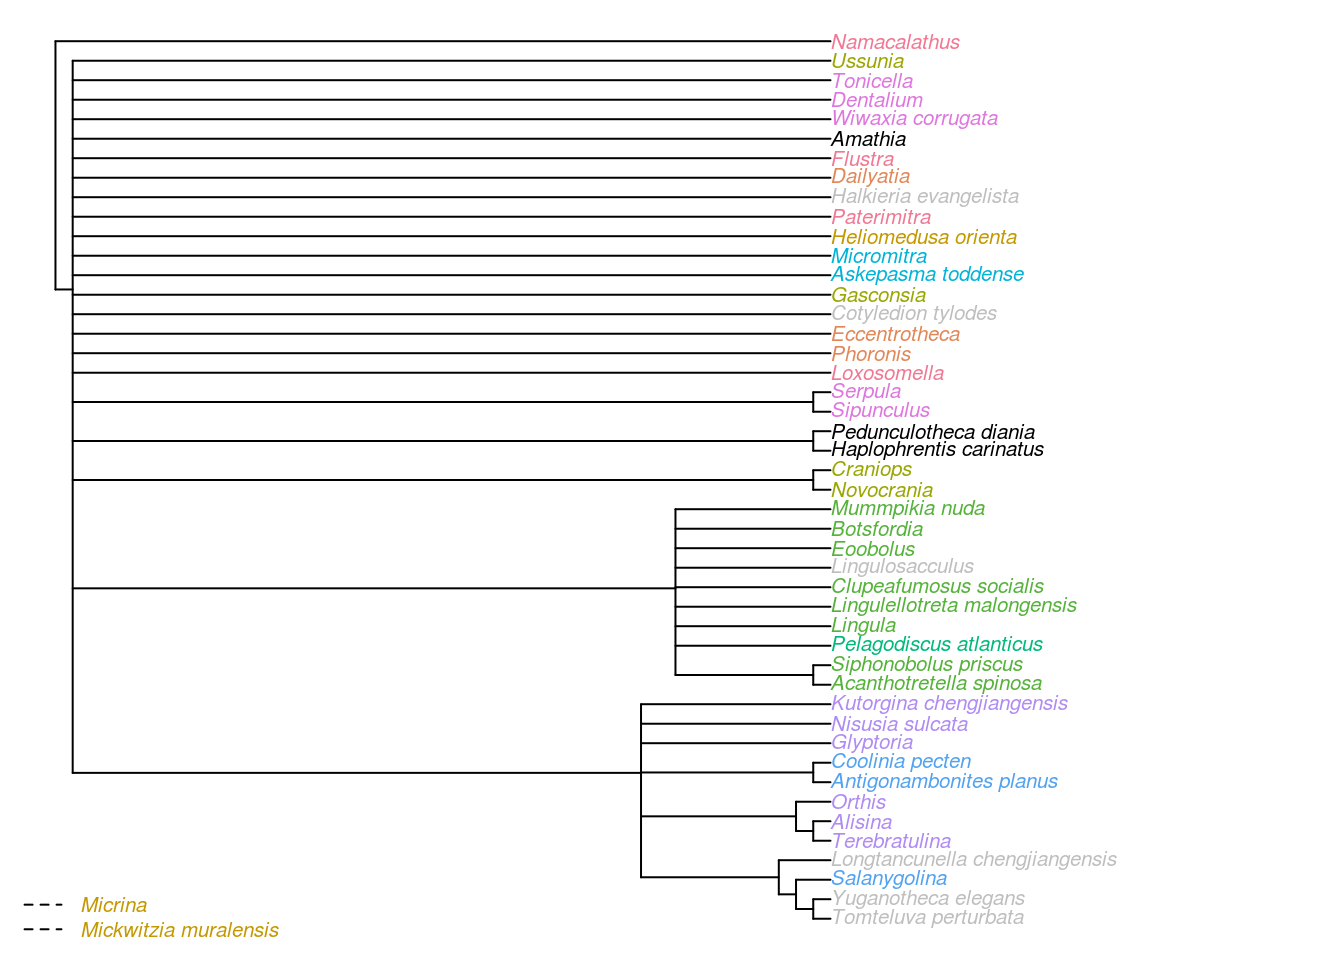 Namacalathus
Ussunia
Tonicella
Dentalium
Wiwaxia corrugata
Amathia
Flustra
Dailyatia
Halkieria evangelista
Paterimitra
Heliomedusa orienta
Micromitra
Askepasma toddense
Gasconsia
Cotyledion tylodes
Eccentrotheca
Phoronis
Loxosomella
Serpula
Sipunculus
Pedunculotheca diania
Haplophrentis carinatus
Craniops
Novocrania
Mummpikia nuda
Botsfordia
Eoobolus
Lingulosacculus
Clupeafumosus socialis
Lingulellotreta malongensis
Lingula
Pelagodiscus atlanticus
Siphonobolus priscus
Acanthotretella spinosa
Kutorgina chengjiangensis
Nisusia sulcata
Glyptoria
Coolinia pecten
Antigonambonites planus
Orthis
Alisina
Terebratulina
Longtancunella chengjiangensis
Salanygolina
Yuganotheca elegans
Tomteluva perturbata
Micrina
Mickwitzia muralensis